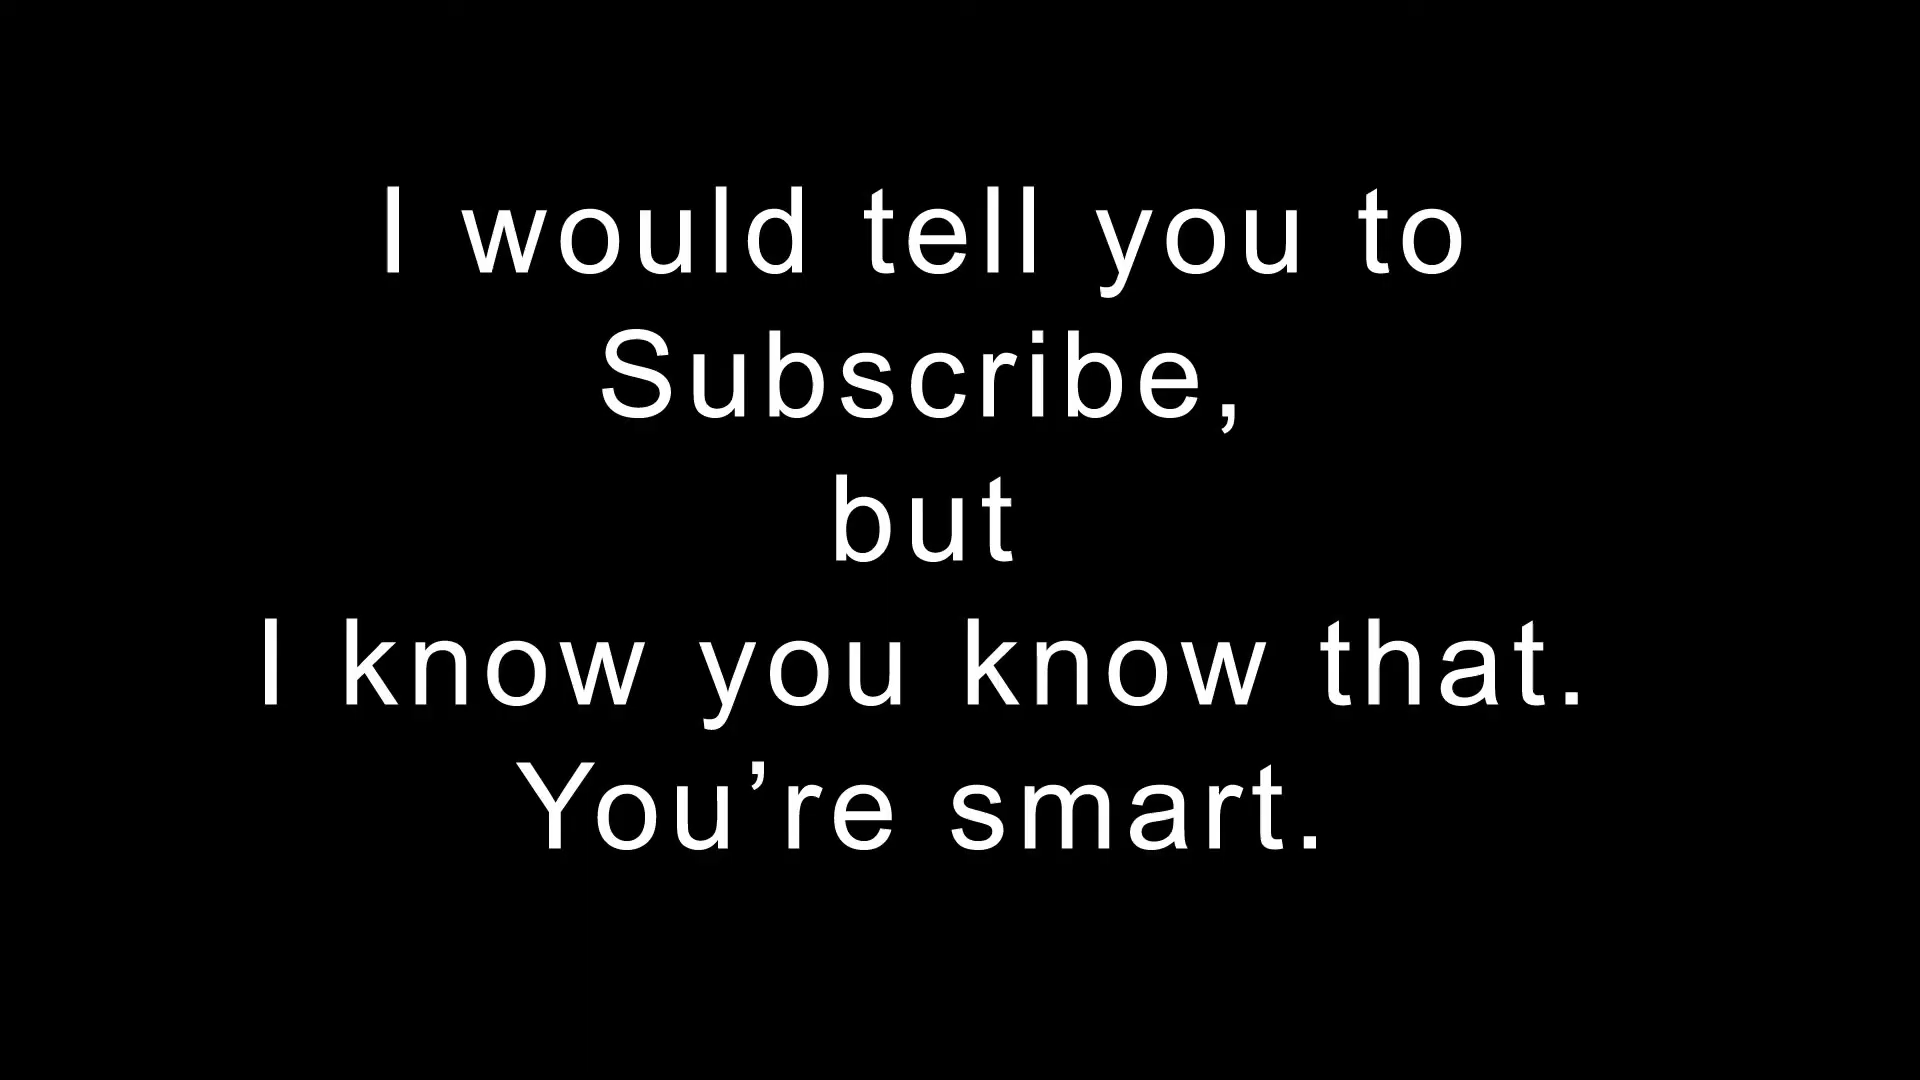 I would tell you to
Subscribe,
but
I know you know that.
You’re smart.